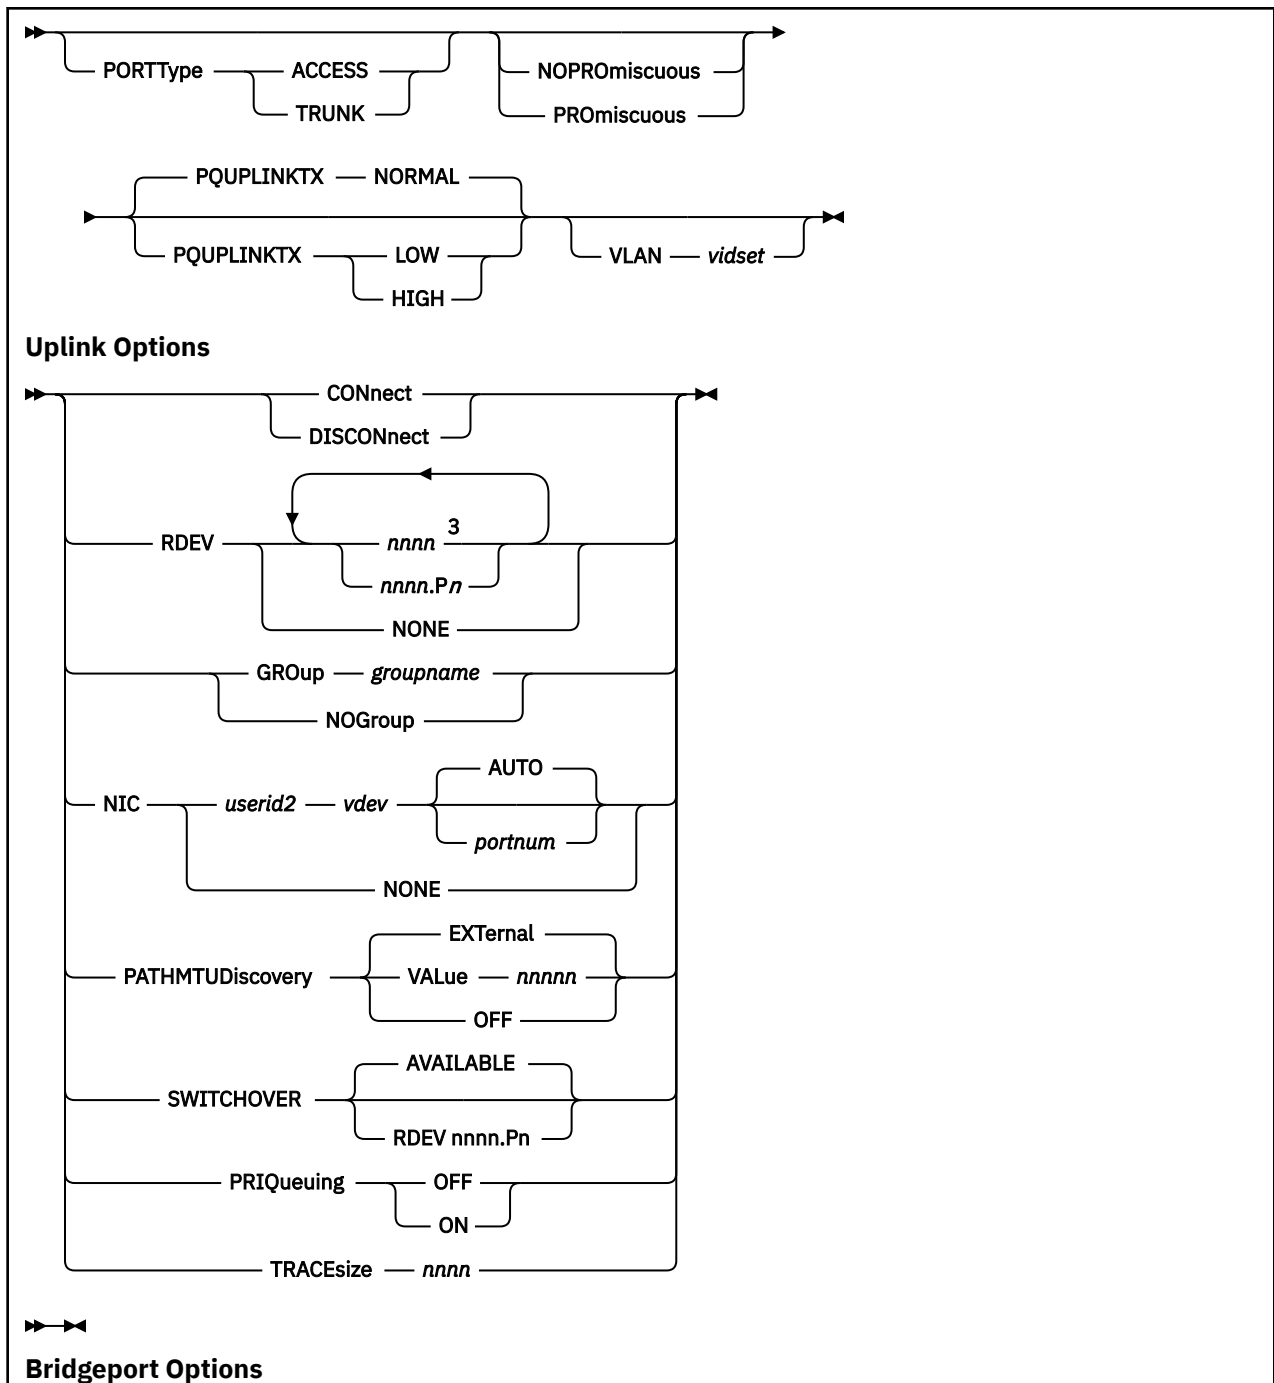 PORTType ACCESS NOPROmiscuous
TRUNK PROmiscuous
PQUPLINKTX NORMAL
PQUPLINKTX LOW VLAN vidset
HIGH
Uplink Options
CONnect
DISCONnect
3
RDEV nnnn
nnnn.Pn
NONE
GROup groupname
NOGroup
AUTO
NIC userid2 vdev
portnum
NONE
EXTernal
PATHMTUDiscovery VALue nnnnn
OFF
AVAILABLE
SWITCHOVER
RDEV nnnn.Pn
PRIQueuing OFF
ON
TRACEsize nnnn
Bridgeport Options